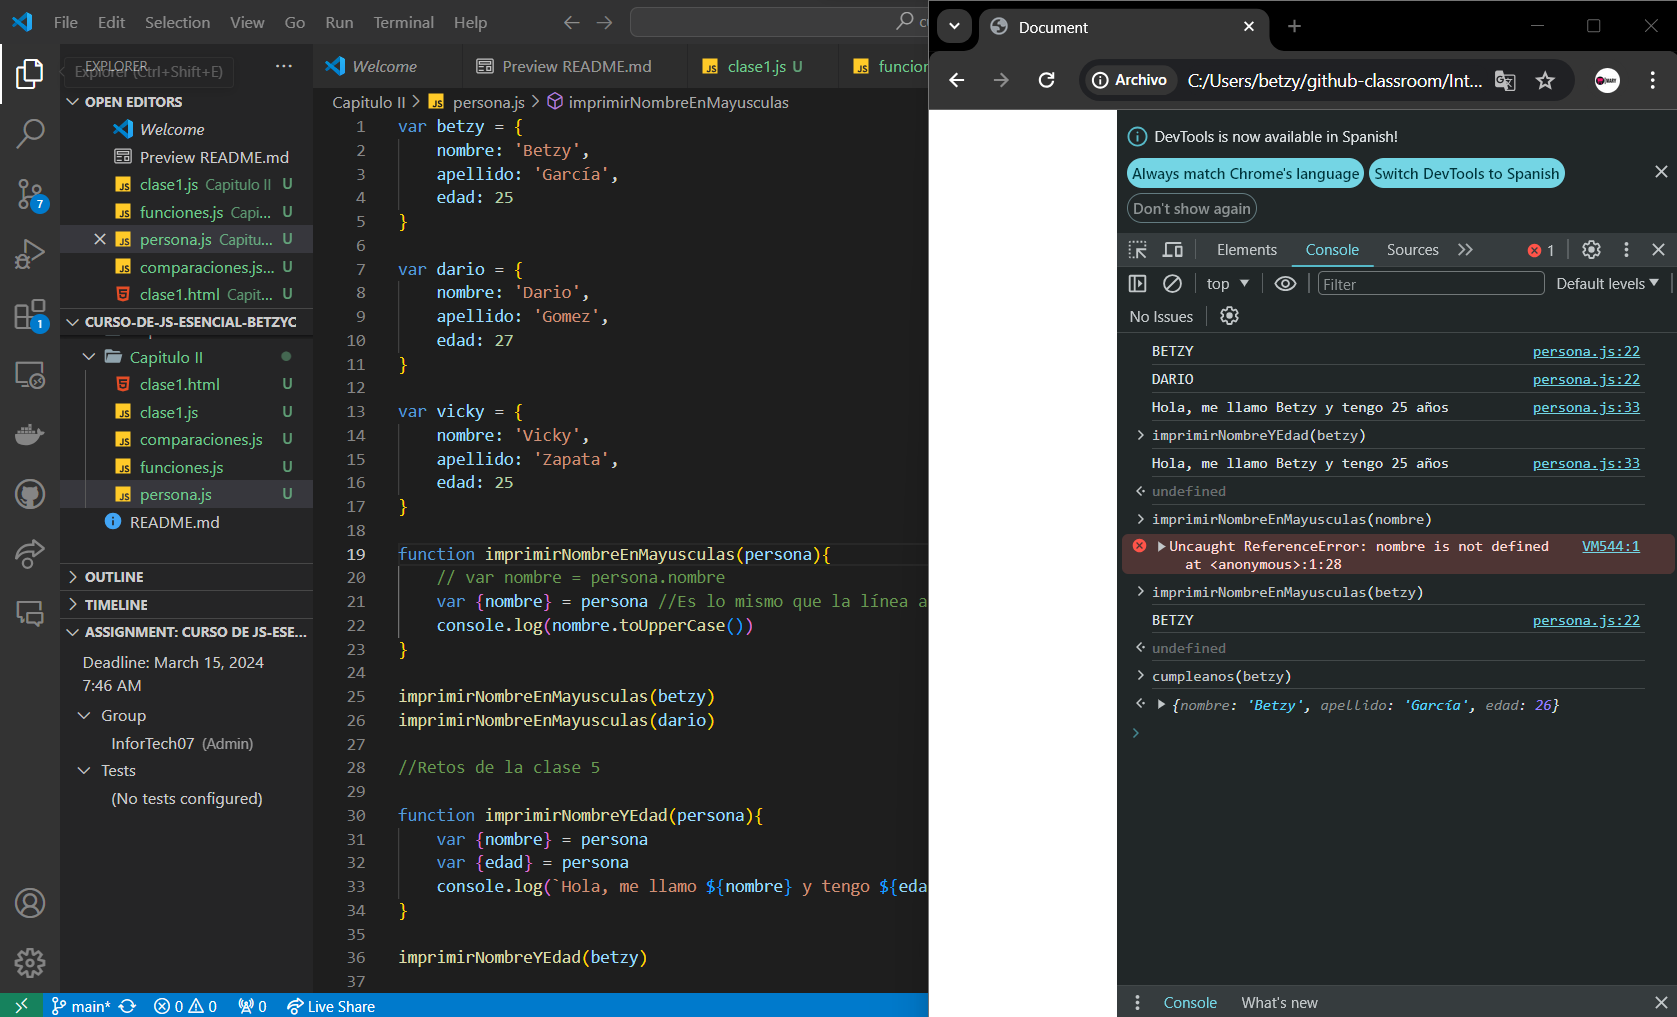 File Edit Selection View Go Run Terminal Help
EXPLORER
Explorer (Ctrl+Shift+E)
OPEN EDITORS
Welcome
Preview README.md
clase1.js Capitulo II U
funciones.js Capi... U
persona.js Capitu... U
comparaciones.js... U
clase1.html Capit... U
CURSO-DE-JS-ESENCIAL-BETZYC
Capitulo II
clase1.html U
clase1.js U
comparaciones.js U
funciones.js U
persona.js U
README.md
OUTLINE
TIMELINE
ASSIGNMENT: CURSO DE JS-ESE...
Deadline: March 15, 2024
7:46 AM
Group
InforTech07 (Admin)
Tests
(No tests configured)
7
1
main* 0 0 0 Live Share
Welcome Preview README.md clase1.js U funcior
Capitulo II > persona.js > imprimirNombreEnMayusculas
1 var betzy = {
2 nombre: 'Betzy',
3 apellido: 'García',
4 edad: 25
5 }
6
7 var dario = {
8 nombre: 'Dario',
9 apellido: 'Gomez',
10 edad: 27
11 }
12
13 var vicky = {
14 nombre: 'Vicky',
15 apellido: 'Zapata',
16 edad: 25
17 }
18
19 function imprimirNombreEnMayusculas(persona){
20 // var nombre = persona.nombre
21 var {nombre} = persona //Es lo mismo que la línea a
22 console.log(nombre.toUpperCase())
23 }
24
25 imprimirNombreEnMayusculas(betzy)
26 imprimirNombreEnMayusculas(dario)
27
28 //Retos de la clase 5
29
30 function imprimirNombreYEdad(persona){
31 var {nombre} = persona
32 var {edad} = persona
33 console.log(`Hola, me llamo ${nombre} y tengo ${eda
34 }
35
36 imprimirNombreYEdad(betzy)
37
Document
Archivo C:/Users/betzy/github-classroom/Int...
DevTools is now available in Spanish!
Always match Chrome's language Switch DevTools to Spanish
Don't show again
Elements Console Sources 1
top Filter Default levels
No Issues
BETZY persona.js:22
DARIO persona.js:22
Hola, me llamo Betzy y tengo 25 años persona.js:33
imprimirNombreYEdad(betzy)
Hola, me llamo Betzy y tengo 25 años persona.js:33
undefined
imprimirNombreEnMayusculas(nombre)
Uncaught ReferenceError: nombre is not defined VM544:1
at <anonymous>:1:28
imprimirNombreEnMayusculas(betzy)
BETZY persona.js:22
undefined
cumpleanos(betzy)
{nombre: 'Betzy', apellido: 'García', edad: 26}
Console What's new